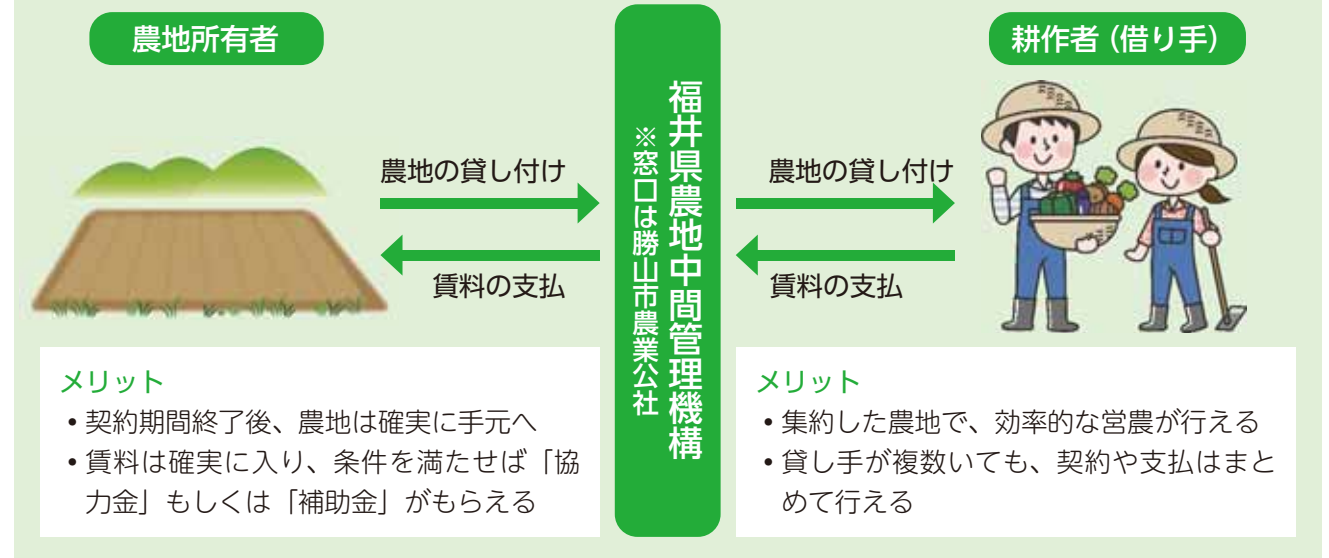 農地所有者
農地の貸し付け
賃料の支払
メリット
• 契約期間終了後、農地は確実に手元へ
• 賃料は確実に入り、条件を満たせば「協
力金」もしくは「補助金」がもらえる
福井県農地中間管理機構
※窓口は勝山市農業公社
耕作者（借り手）
農地の貸し付け
賃料の支払
メリット
• 集約した農地で、効率的な営農が行える
• 貸し手が複数いても、契約や支払はまと
めて行える